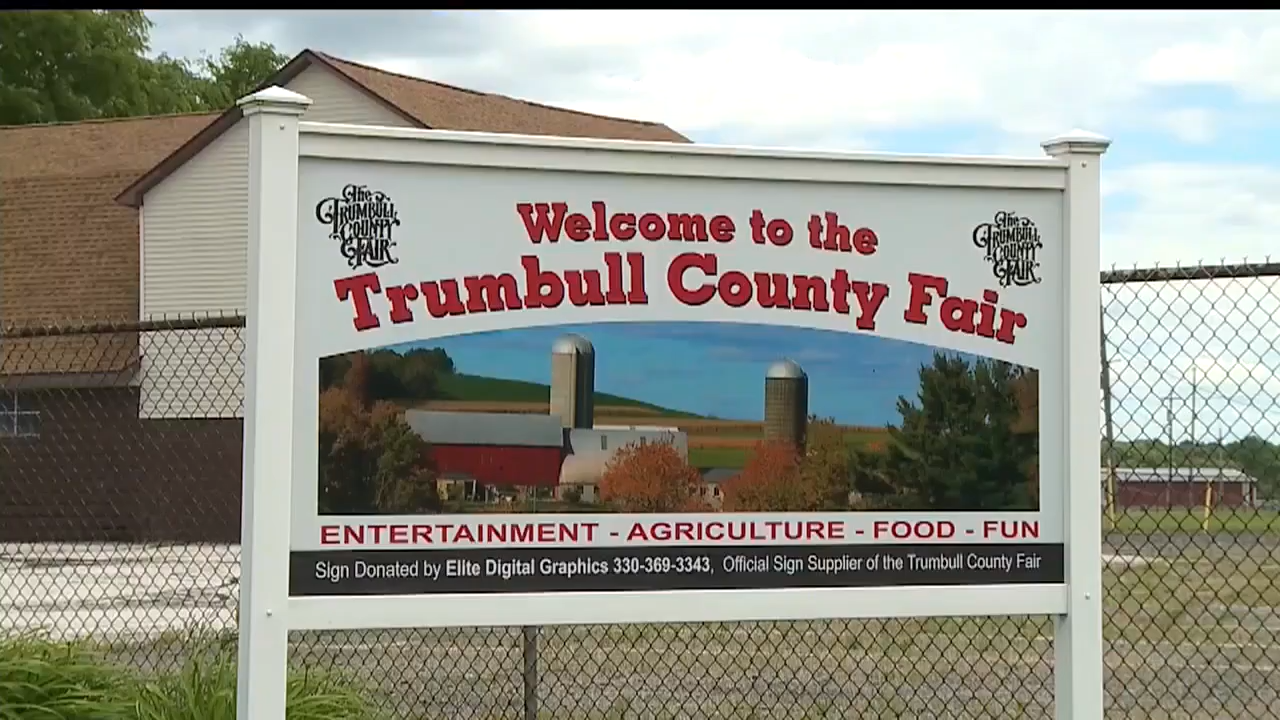 The
TRUMBULL
COUNTY
FAIR
The
TRUMBULL
COUNTY
FAIR
Welcome to the
Trumbull County Fair
ENTERTAINMENT - AGRICULTURE - FOOD - FUN
Sign Donated by Elite Digital Graphics 330-369-3343, Official Sign Supplier of the Trumbull County Fair